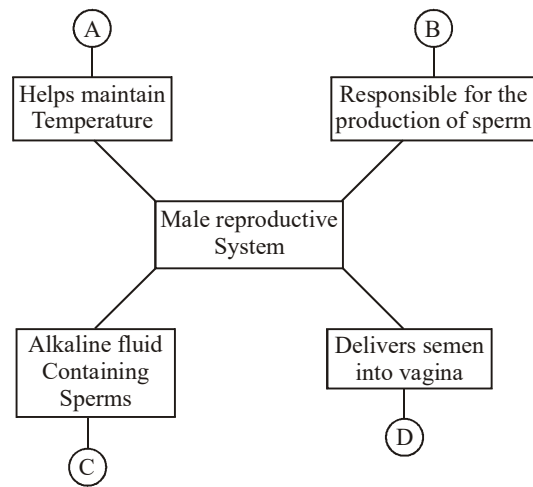 A
B
Helps maintain
Temperature
Responsible for the
production of sperm
Male reproductive
System
Alkaline fluid
Containing
Sperms
Delivers semen
into vagina
C
D